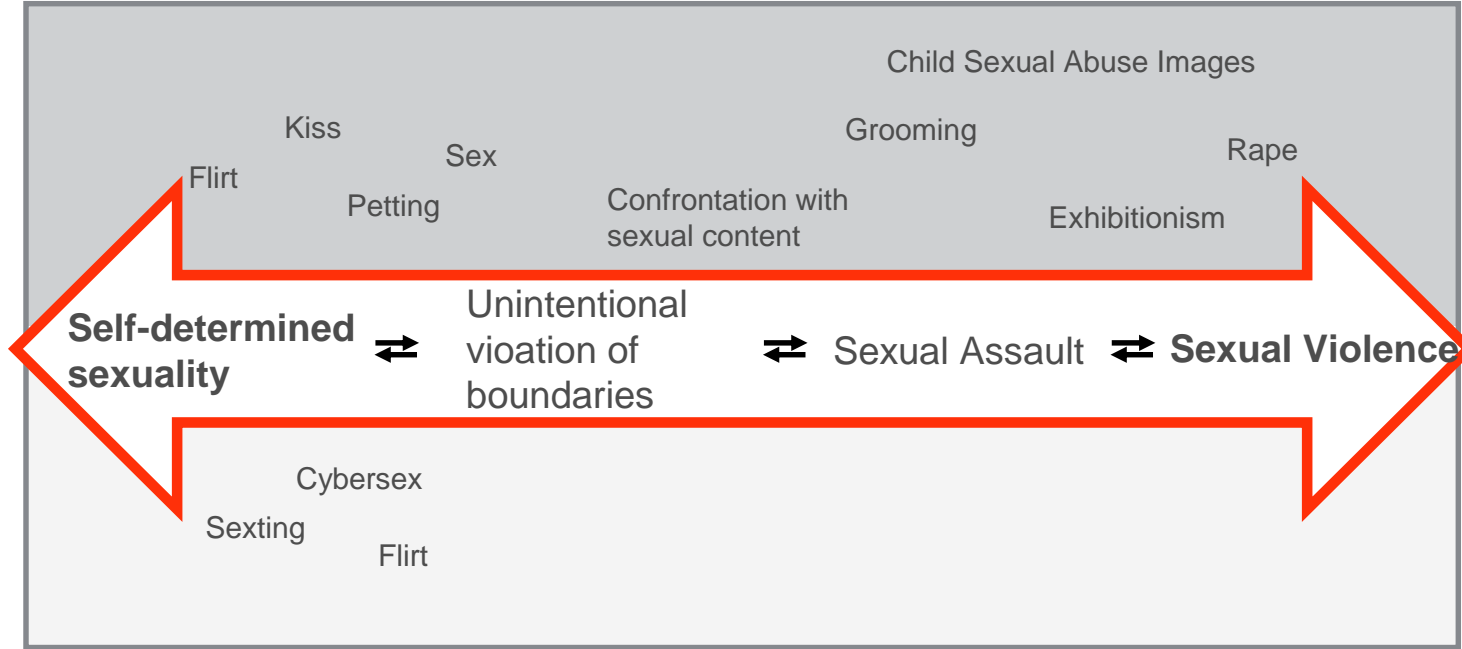 Child Sexual Abuse Images
Kiss
Grooming
Sex
Rape
Flirt
Petting
Confrontation with
sexual content
Exhibitionism
Self-determined
sexuality
Unintentional
vioation of
boundaries
Sexual Assault
Sexual Violence
Cybersex
Sexting
Flirt